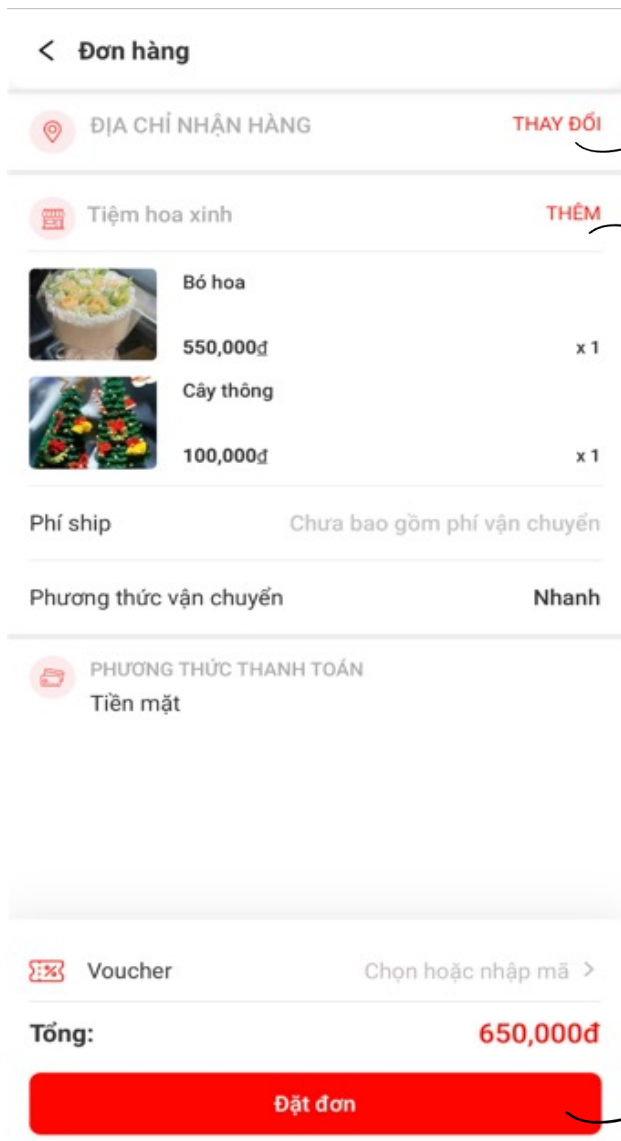 Đơn hàng
ĐỊA CHỈ NHẬN HÀNG THAY ĐỔI
Tiệm hoa xinh THÊM
Bó hoa
550,000₫ x 1
Cây thông
100,000₫ x 1
Phí ship Chưa bao gồm phí vận chuyển
Phương thức vận chuyển Nhanh
PHƯƠNG THỨC THANH TOÁN
Tiền mặt
Voucher Chọn hoặc nhập mã
Tổng: 650,000đ
Đặt đơn